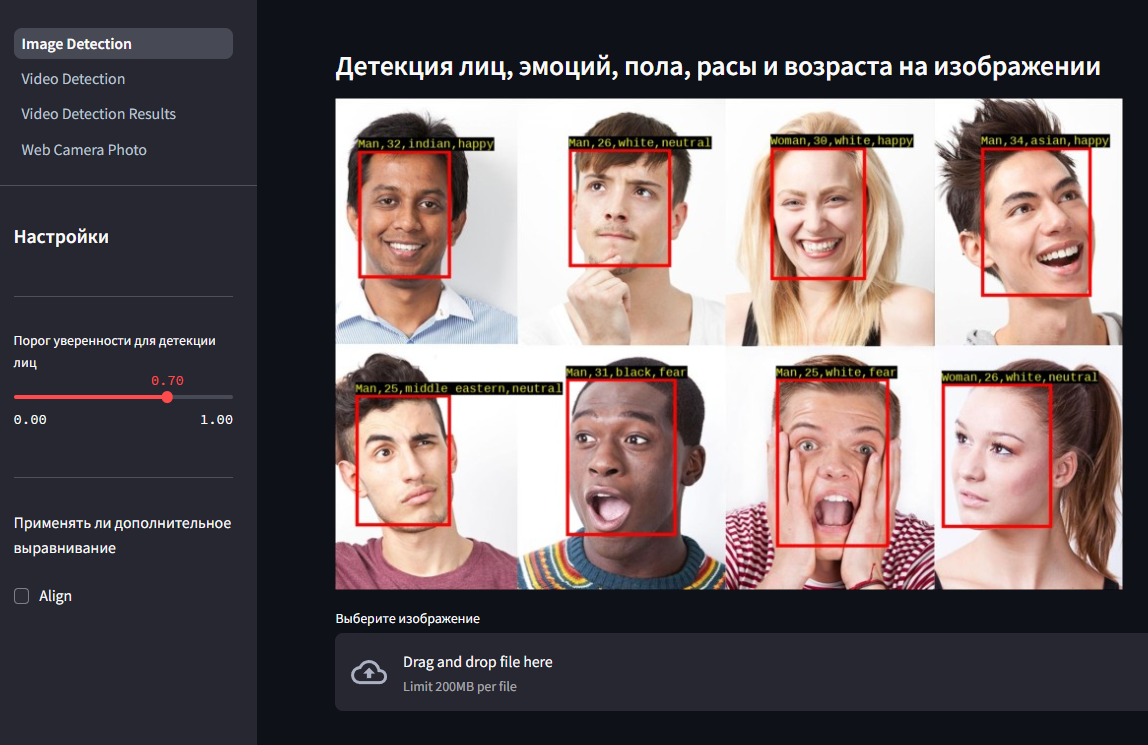 Image Detection
Video Detection
Video Detection Results
Web Camera Photo
Настройки
Порог уверенности для детекции
лиц
0.70
0.00 1.00
Применять ли дополнительное
выравнивание
Align
Детекция лиц, эмоций, пола, расы и возраста на изображении
Man,32,indian,happy
Man,26,white,neutral
Woman,30,white,happy
Man,34,asian,happy
Man,25,middle eastern,neutral
Man,31,black,fear
Man,25,white,fear
Woman,26,white,neutral
Выберите изображение
Drag and drop file here
Limit 200MB per file